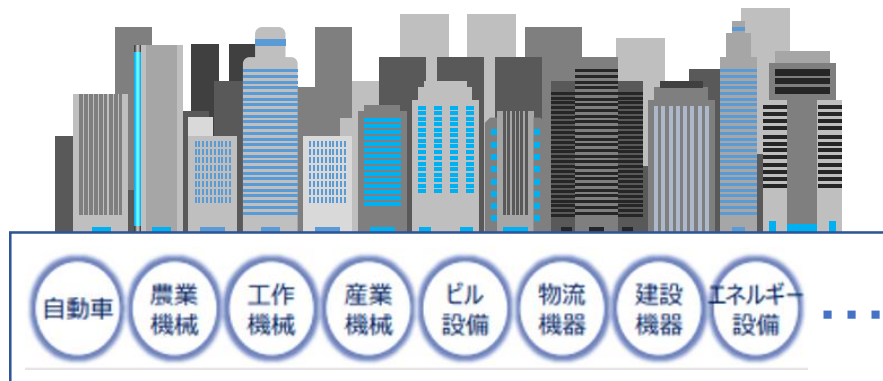 自動車
農業
機械
工作
機械
産業
機械
ビル
設備
物流
機器
建設
機器
エネルギー
設備